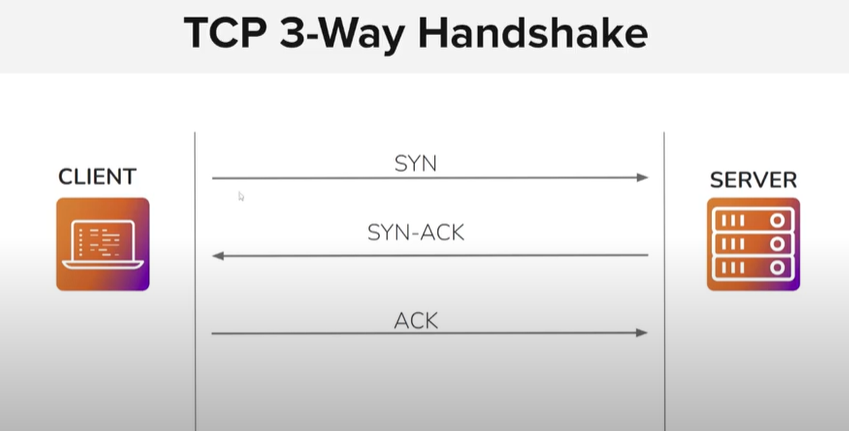 TCP 3-Way Handshake
SYN
CLIENT
SERVER
SYN-ACK
ACK